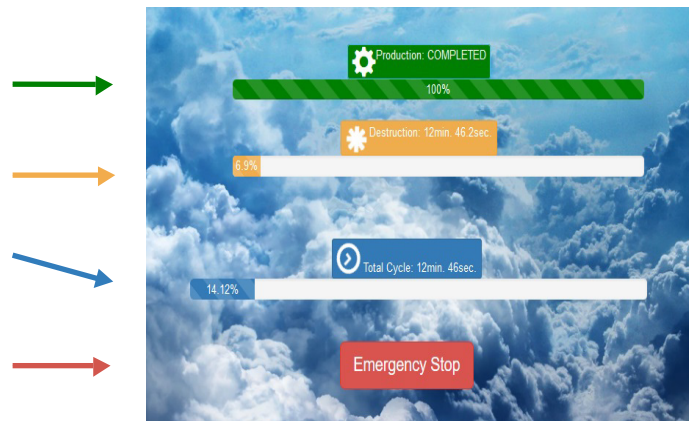 Production: COMPLETED
100%
Destruction: 12min. 46.2sec.
6.9%
Total Cycle: 12min. 46sec.
14.12%
Emergency Stop